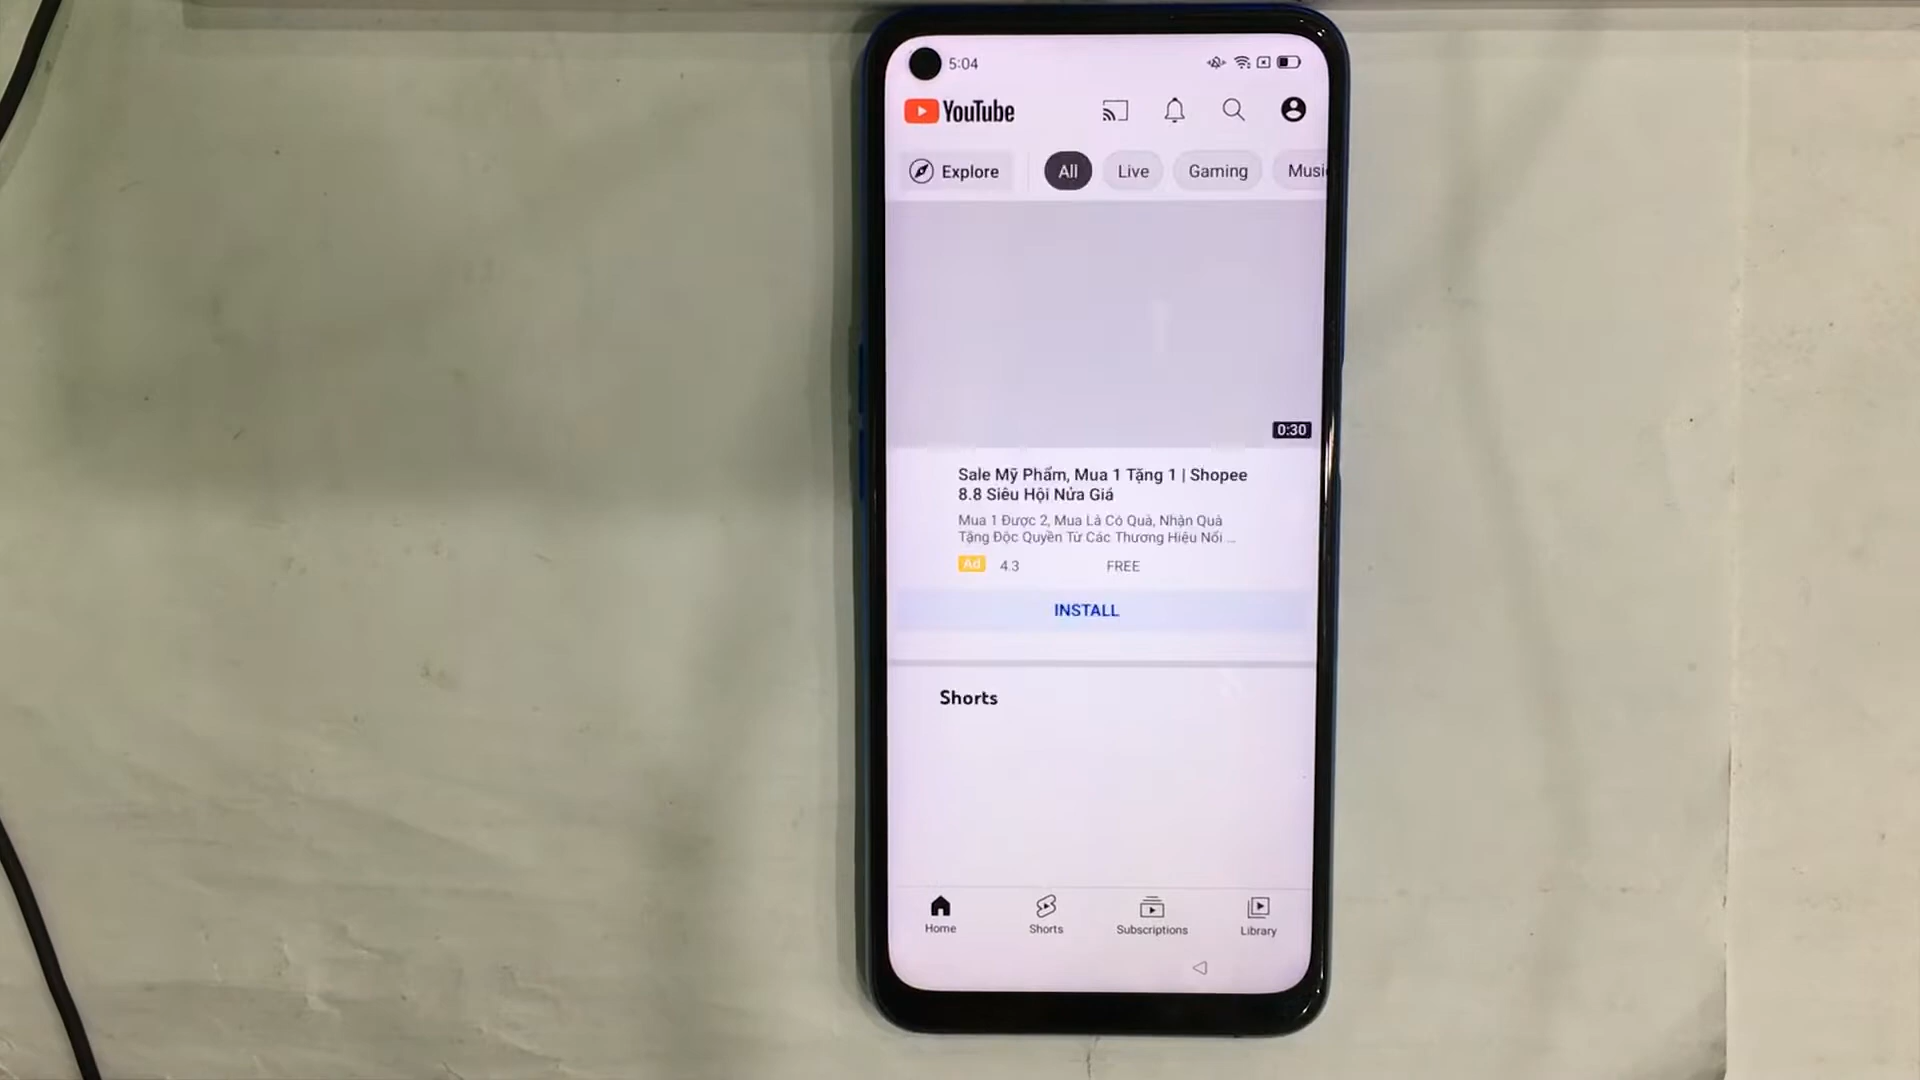 5:04
YouTube
Explore
All
Live
Gaming
Musi
0:30
Sale Mỹ Phẩm, Mua 1 Tặng 1 | Shopee
8.8 Siêu Hội Nửa Giá
Mua 1 Được 2, Mua Là Có Quà, Nhận Quà
Tặng Độc Quyền Từ Các Thương Hiệu Nổi ...
Ad 4.3 FREE
INSTALL
Shorts
Home
Shorts
Subscriptions
Library